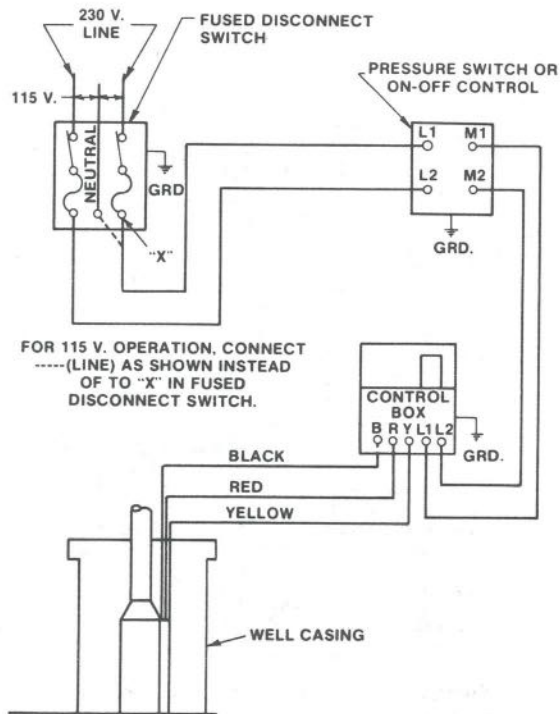 230 V.
LINE
FUSED DISCONNECT
SWITCH
115 V.
NEUTRAL
GRD
"X"
PRESSURE SWITCH OR
ON-OFF CONTROL
L1 M1
L2 M2
GRD.
FOR 115 V. OPERATION, CONNECT
-----(LINE) AS SHOWN INSTEAD
OF TO "X" IN FUSED
DISCONNECT SWITCH.
CONTROL
BOX
B R Y L1 L2
GRD.
BLACK
RED
YELLOW
WELL CASING